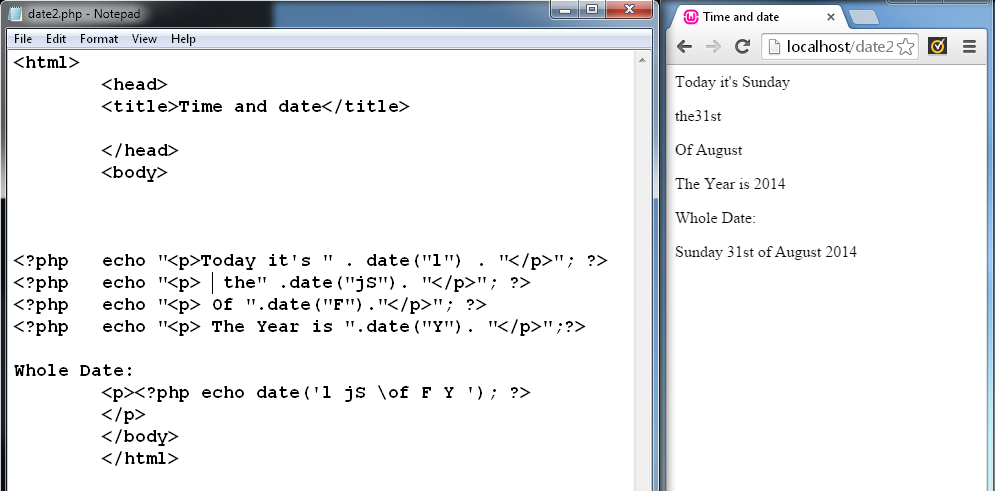 date2.php - Notepad
File Edit Format View Help
<html>
<head>
<title>Time and date</title>
</head>
<body>
<?php echo "<p>Today it's " . date("l") . "</p>"; ?>
<?php echo "<p> the" .date("jS"). "</p>"; ?>
<?php echo "<p> Of ".date("F")."</p>"; ?>
<?php echo "<p> The Year is ".date("Y"). "</p>";?>
Whole Date:
<p><?php echo date('l jS \of F Y '); ?>
</p>
</body>
</html>
Time and date
localhost/date2
Today it's Sunday
the31st
Of August
The Year is 2014
Whole Date:
Sunday 31st of August 2014